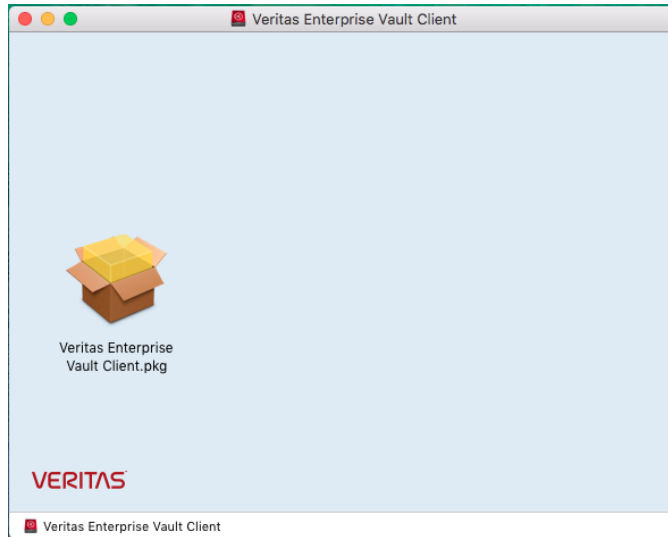 Veritas Enterprise Vault Client
Veritas Enterprise
Vault Client.pkg
VERITAS
Veritas Enterprise Vault Client